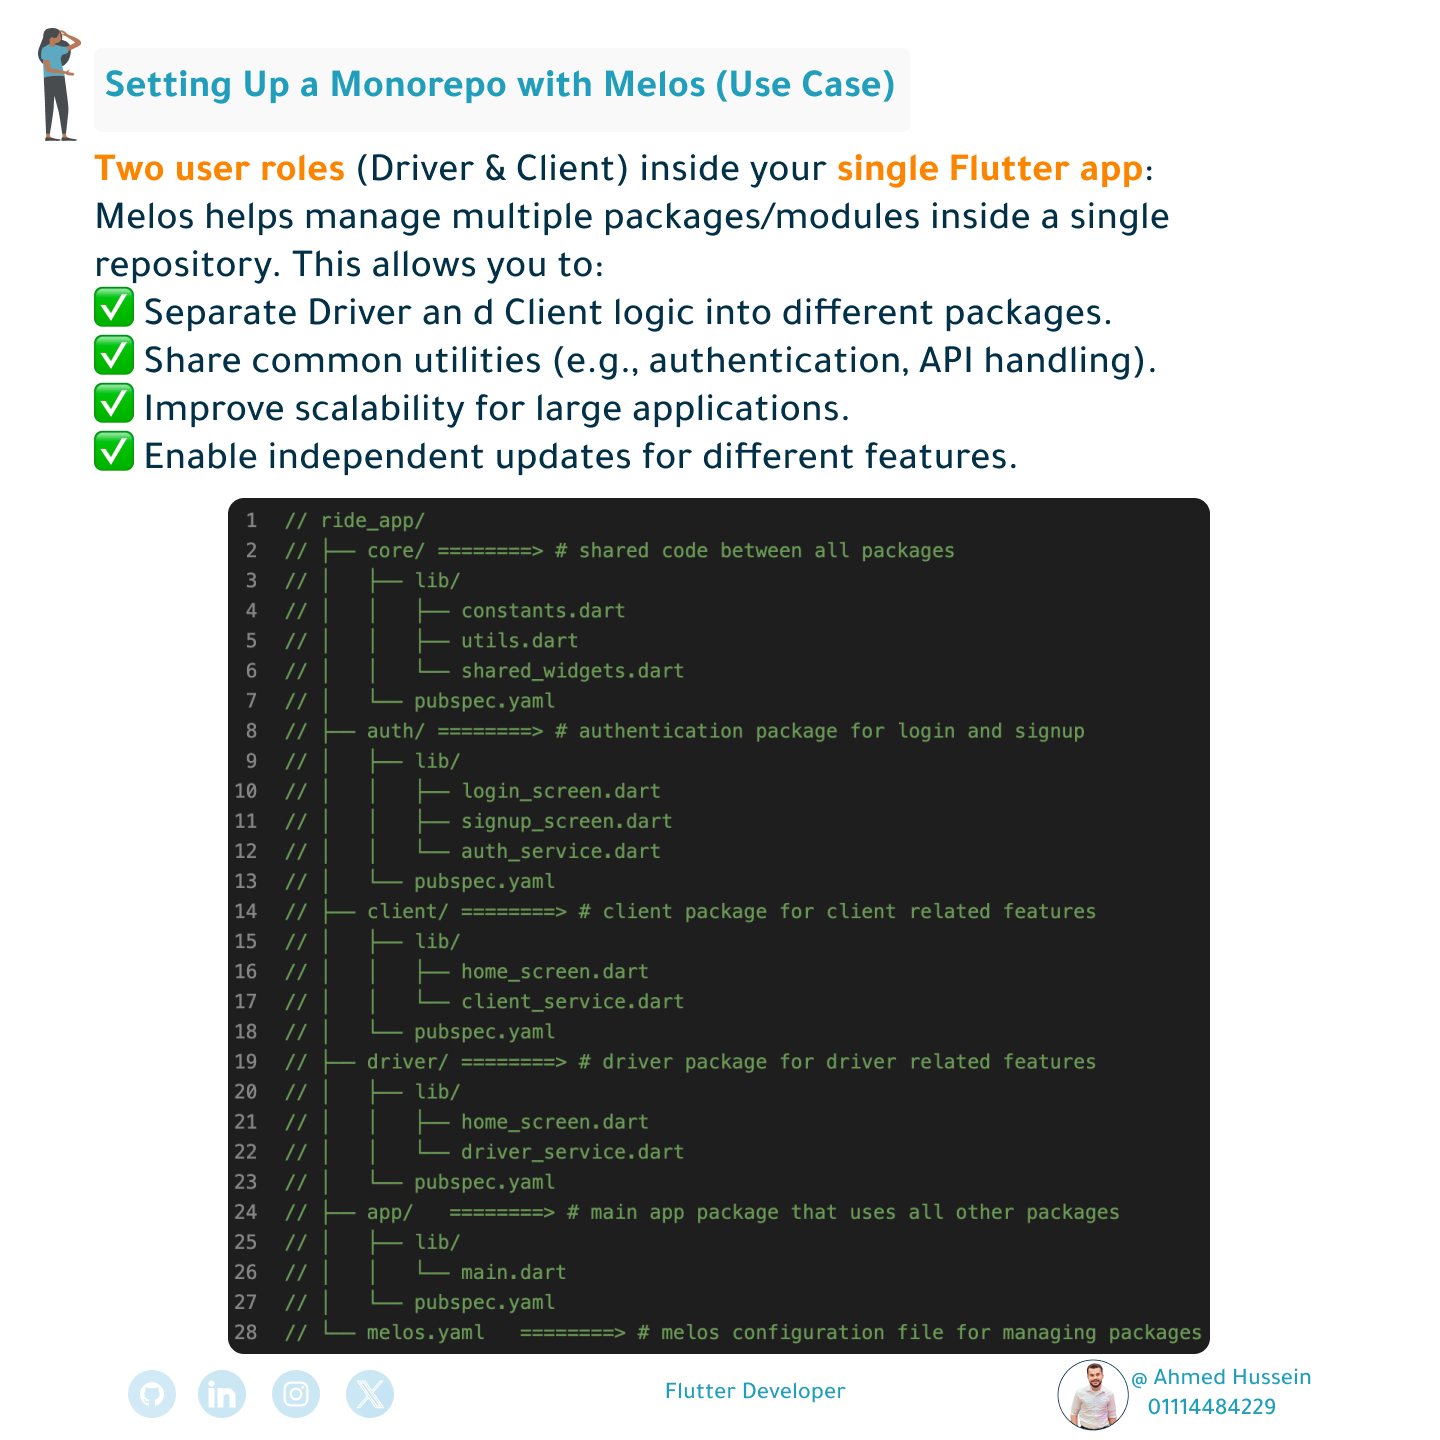 Setting Up a Monorepo with Melos (Use Case)
Two user roles (Driver & Client) inside your single Flutter app:
Melos helps manage multiple packages/modules inside a single
repository. This allows you to:
✅ Separate Driver an d Client logic into different packages.
✅ Share common utilities (e.g., authentication, API handling).
✅ Improve scalability for large applications.
✅ Enable independent updates for different features.
1 // ride_app/
2 // ├── core/ ========> # shared code between all packages
3 // │   ├── lib/
4 // │   │   ├── constants.dart
5 // │   │   ├── utils.dart
6 // │   │   └── shared_widgets.dart
7 // │   └── pubspec.yaml
8 // ├── auth/ ========> # authentication package for login and signup
9 // │   ├── lib/
10 // │   │   ├── login_screen.dart
11 // │   │   ├── signup_screen.dart
12 // │   │   └── auth_service.dart
13 // │   └── pubspec.yaml
14 // ├── client/ ========> # client package for client related features
15 // │   ├── lib/
16 // │   │   ├── home_screen.dart
17 // │   │   └── client_service.dart
18 // │   └── pubspec.yaml
19 // ├── driver/ ========> # driver package for driver related features
20 // │   ├── lib/
21 // │   │   ├── home_screen.dart
22 // │   │   └── driver_service.dart
23 // │   └── pubspec.yaml
24 // ├── app/   ========> # main app package that uses all other packages
25 // │   ├── lib/
26 // │   │   └── main.dart
27 // │   └── pubspec.yaml
28 // └── melos.yaml   ========> # melos configuration file for managing packages
Flutter Developer
@ Ahmed Hussein
01114484229